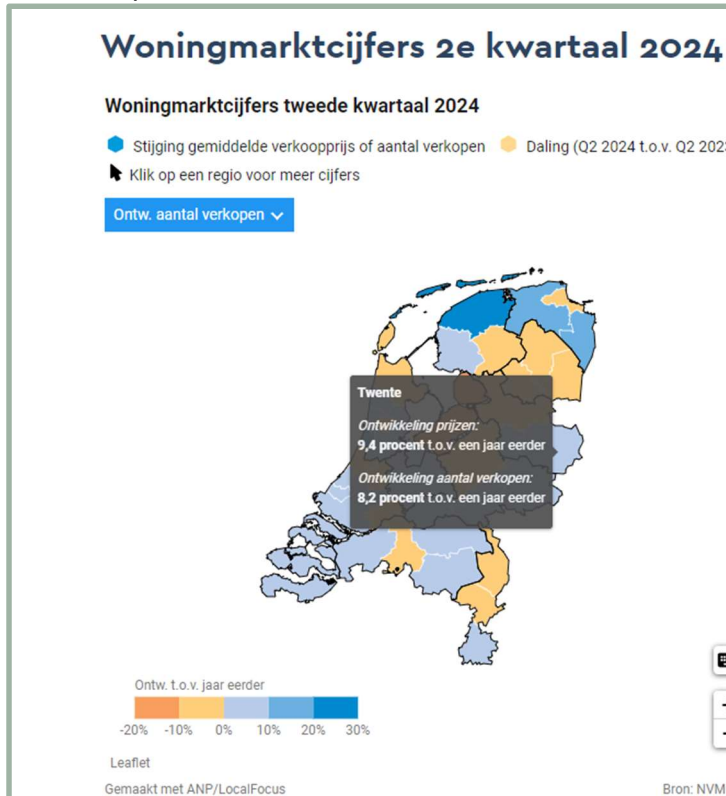 Woningmarktcijfers 2e kwartaal 2024
Woningmarktcijfers tweede kwartaal 2024
Stijging gemiddelde verkoopprijs of aantal verkopen Daling (Q2 2024 t.o.v. Q2
Klik op een regio voor meer cijfers
Ontw. aantal verkopen
Twente
Ontwikkeling prijzen:
9,4 procent t.o.v. een jaar eerder
Ontwikkeling aantal verkopen:
8,2 procent t.o.v. een jaar eerder
Ontw. t.o.v. jaar eerder
-20% -10% 0% 10% 20% 30%
Leaflet
Gemaakt met ANP/LocalFocus Bron: NVM